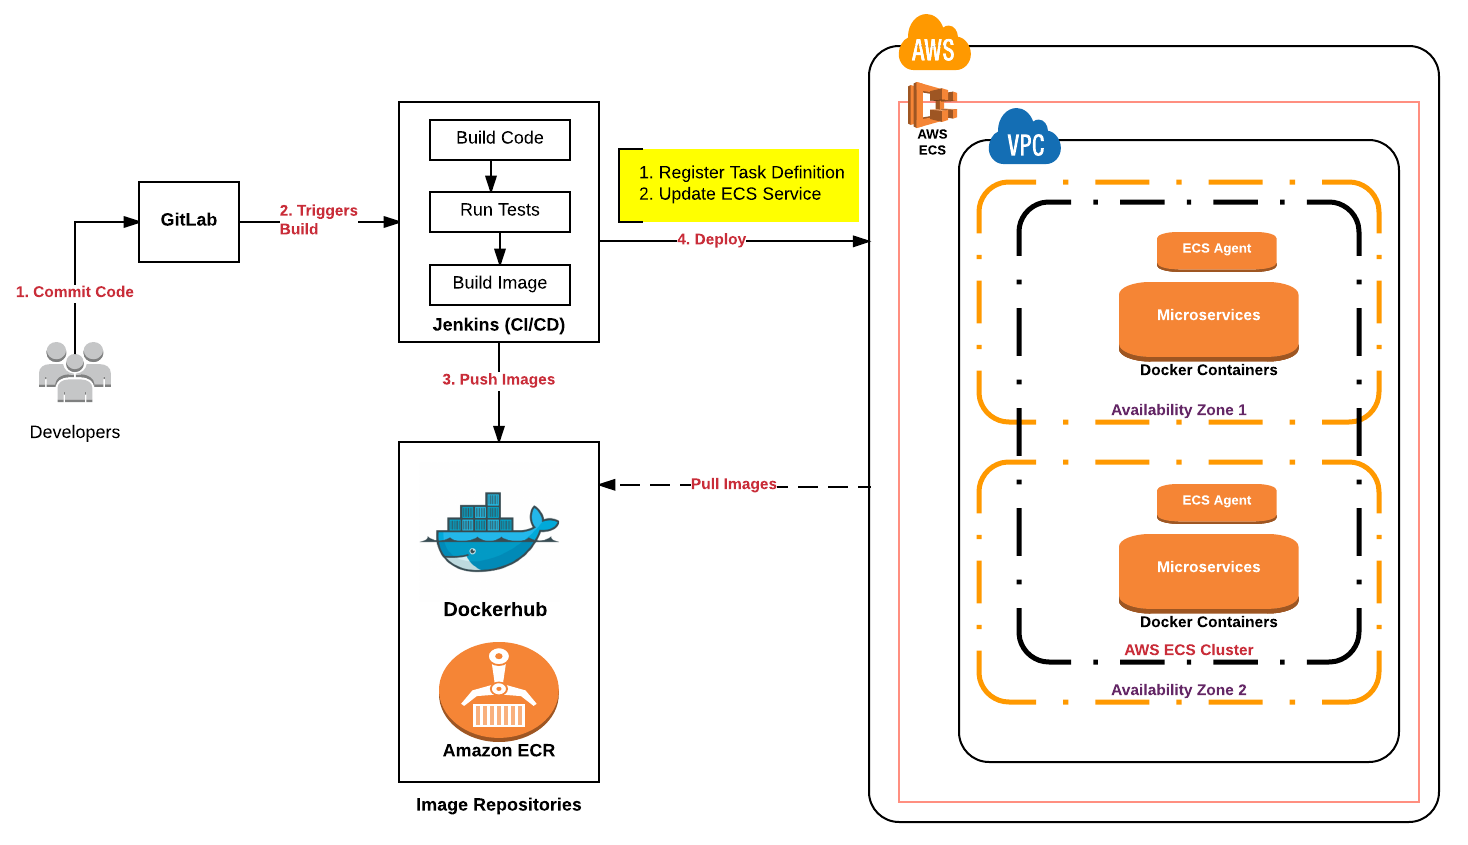 AWS
AWS
ECS
VPC
Build Code
Run Tests
Build Image
Jenkins (CI/CD)
1. Register Task Definition
2. Update ECS Service
GitLab
2. Triggers
Build
4. Deploy
1. Commit Code
Developers
3. Push Images
Pull Images
Dockerhub
Amazon ECR
Image Repositories
ECS Agent
Microservices
Docker Containers
Availability Zone 1
ECS Agent
Microservices
Docker Containers
AWS ECS Cluster
Availability Zone 2